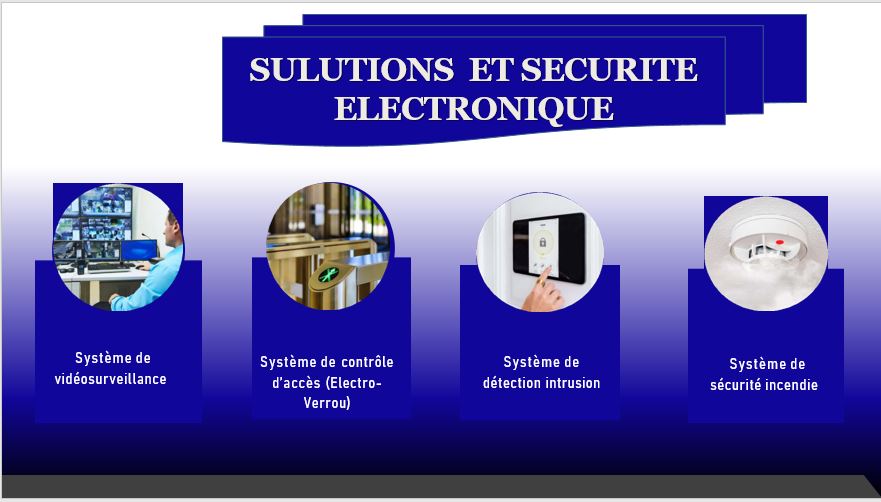 SULUTIONS ET SECURITE
ELECTRONIQUE
Système de
vidéosurveillance
Système de contrôle
d'accès (Electro-
Verrou)
Système de
détection intrusion
Système de
sécurité incendie